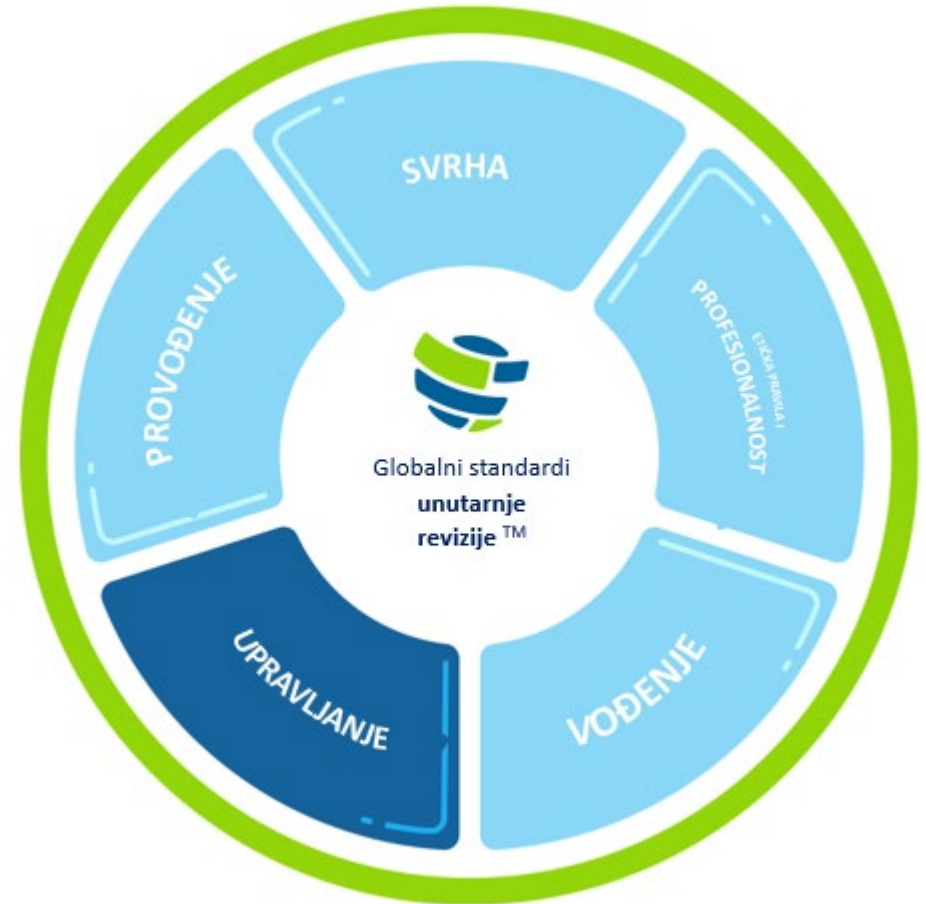 SVRHA
ETIČKA PRAVILA I
PROFESIONALNOST
VOĐENJE
UPRAVLJANJE
PROVOĐENJE
Globalni standardi
unutarnje
revizije TM